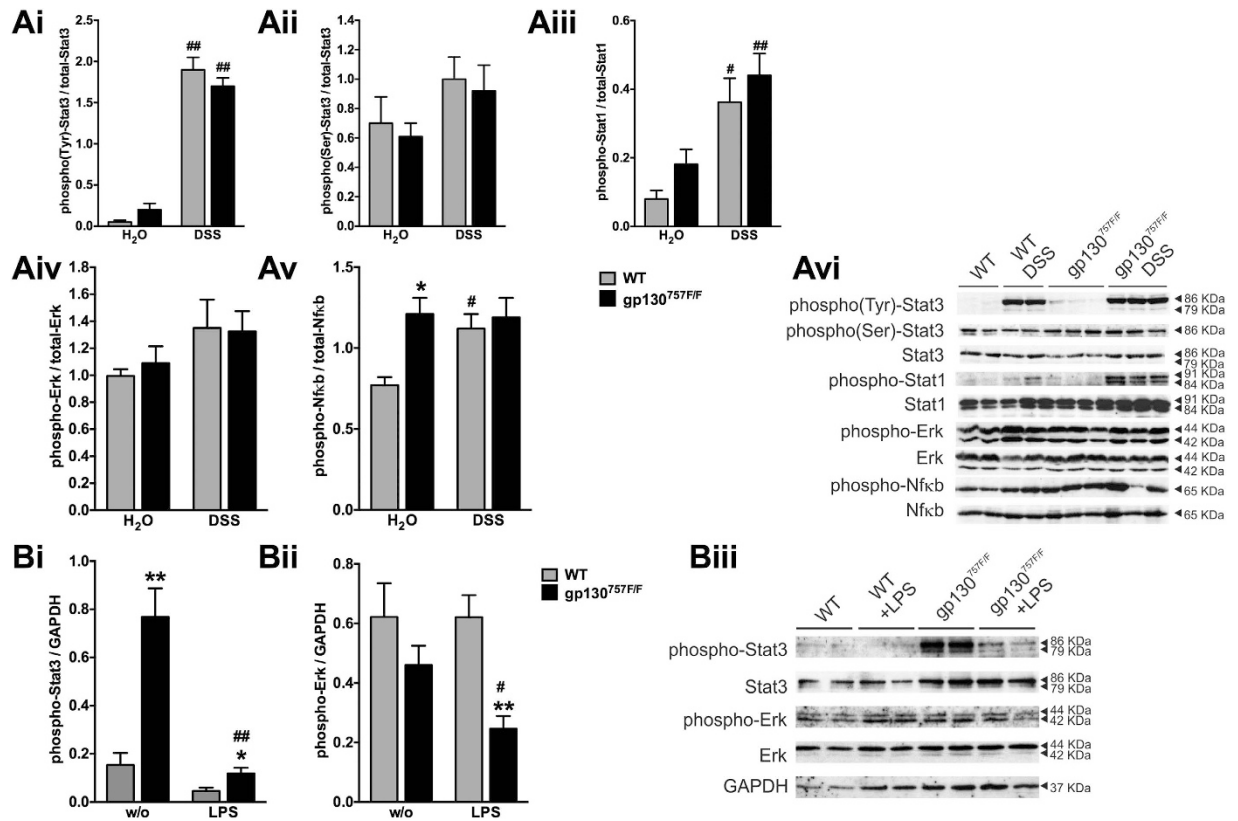 Ai
phospho(Tyr)-Stat3 / total-Stat3
2.5
2.0
1.5
1.0
0.5
0.0
##
##
H₂O
DSS
Aii
phospho(Ser)-Stat3 / total-Stat3
1.4
1.2
1.0
0.8
0.6
0.4
0.2
0.0
H₂O
DSS
Aiii
phospho-Stat1 / total-Stat1
0.6
0.4
0.2
0.0
#
##
H₂O
DSS
Aiv
phospho-Erk / total-Erk
1.8
1.6
1.4
1.2
1.0
0.8
0.6
0.4
0.2
0.0
H₂O
DSS
Av
phospho-Nfκb / total-Nfκb
1.5
1.0
0.5
0.0
*
#
H₂O
DSS
WT
gp130⁷⁵⁷F/F
Avi
WT
WT DSS
gp130⁷⁵⁷F/F
gp130⁷⁵⁷F/F DSS
phospho(Tyr)-Stat3
86 KDa
79 KDa
phospho(Ser)-Stat3
86 KDa
Stat3
86 KDa
79 KDa
phospho-Stat1
91 KDa
84 KDa
Stat1
91 KDa
84 KDa
phospho-Erk
44 KDa
42 KDa
Erk
44 KDa
42 KDa
phospho-Nfκb
65 KDa
Nfκb
65 KDa
Bi
phospho-Stat3 / GAPDH
1.0
0.8
0.6
0.4
0.2
0.0
**
##
*
w/o
LPS
Bii
phospho-Erk / GAPDH
0.8
0.6
0.4
0.2
0.0
#
**
w/o
LPS
WT
gp130⁷⁵⁷F/F
Biii
WT
WT +LPS
gp130⁷⁵⁷F/F
gp130⁷⁵⁷F/F +LPS
phospho-Stat3
86 KDa
79 KDa
Stat3
86 KDa
79 KDa
phospho-Erk
44 KDa
42 KDa
Erk
44 KDa
42 KDa
GAPDH
37 KDa